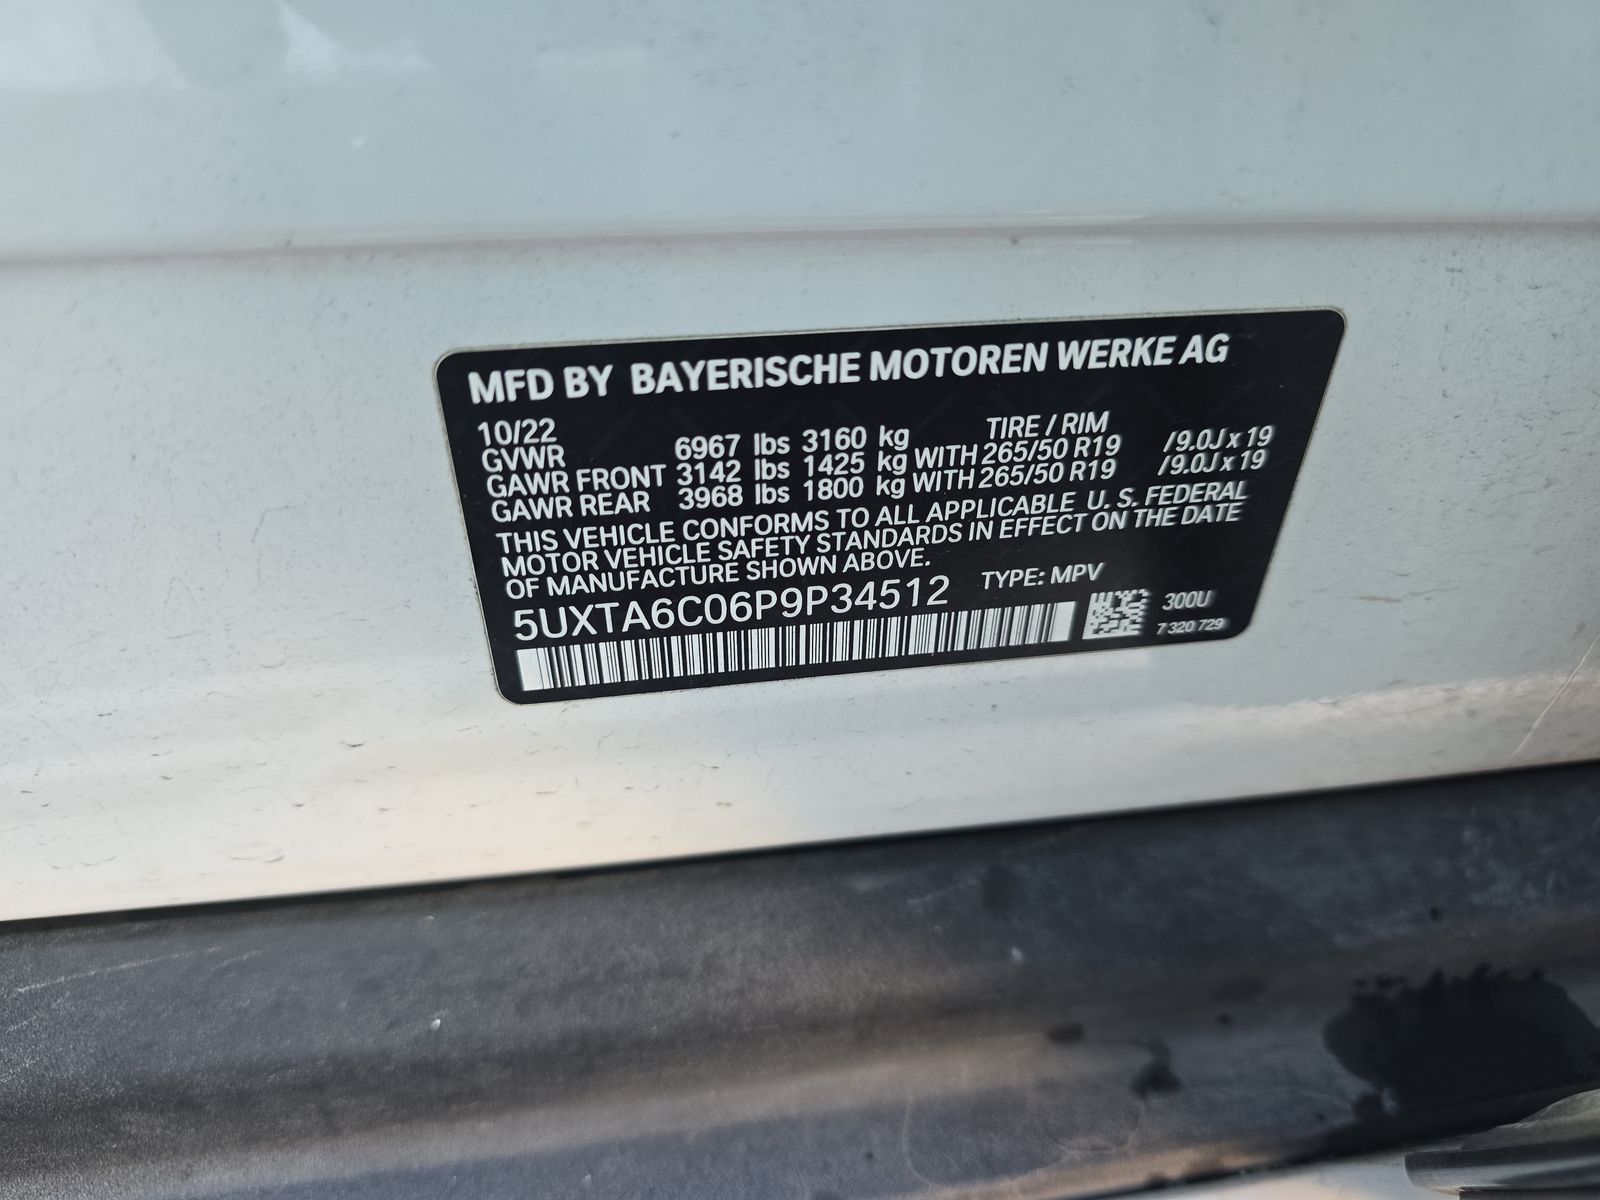 MFD BY BAYERISCHE MOTOREN WERKE AG
10/22 TIRE / RIM
GVWR 6967 lbs 3160 kg
GAWR FRONT 3142 lbs 1425 kg WITH 265/50 R19 /9.0J x 19
GAWR REAR 3968 lbs 1800 kg WITH 265/50 R19 /9.0J x 19
THIS VEHICLE CONFORMS TO ALL APPLICABLE U. S. FEDERAL
MOTOR VEHICLE SAFETY STANDARDS IN EFFECT ON THE DATE
OF MANUFACTURE SHOWN ABOVE.
5UXTA6C06P9P34512 TYPE: MPV
300U
7 320 729